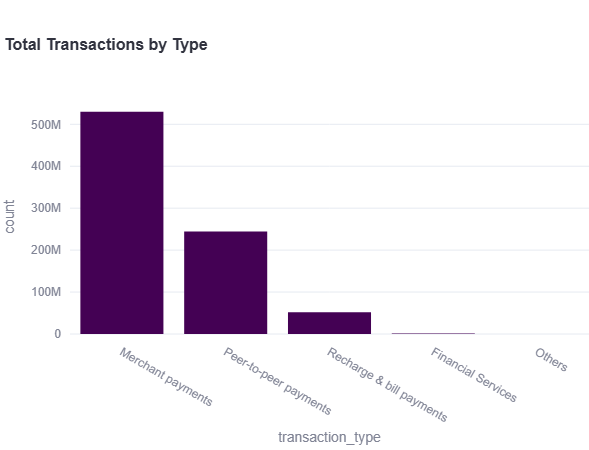 Total Transactions by Type
500M
400M
300M
200M
100M
0
count
Merchant payments
Peer-to-peer payments
Recharge & bill payments
Financial Services
Others
transaction_type